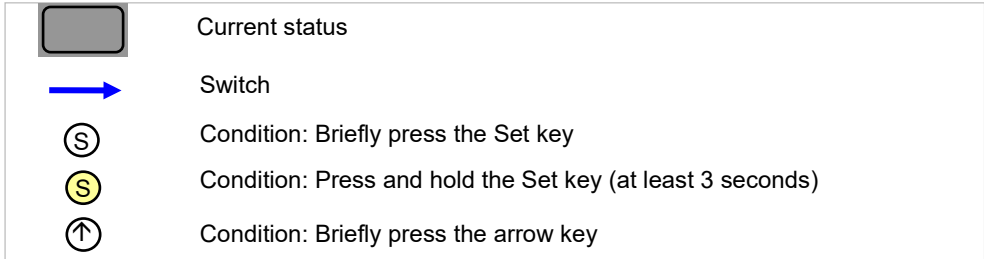 Current status
Switch
S Condition: Briefly press the Set key
S Condition: Press and hold the Set key (at least 3 seconds)
Condition: Briefly press the arrow key